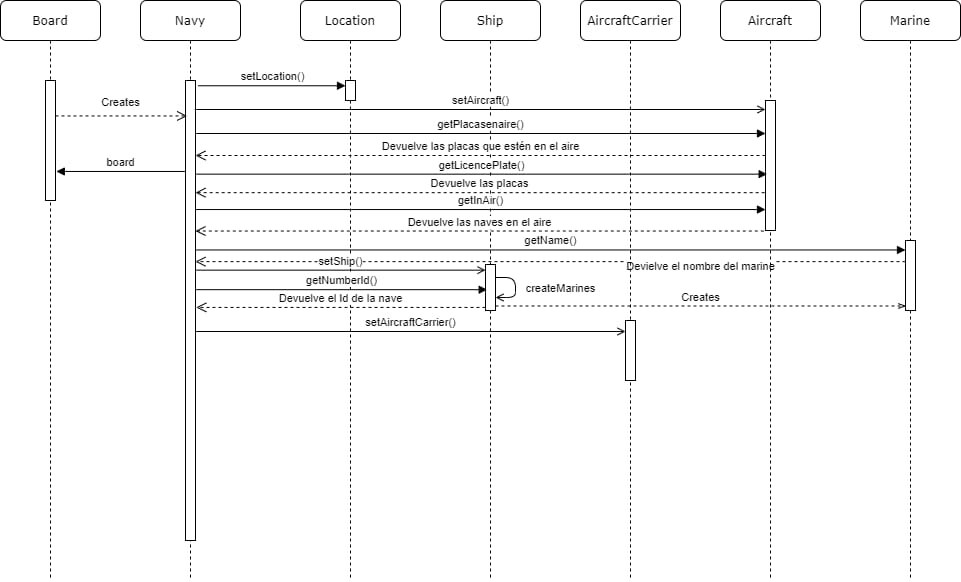 Board
Navy
Location
Ship
AircraftCarrier
Aircraft
Marine
setLocation()
Creates
setAircraft()
getPlacasenaire()
Devuelve las placas que estén en el aire
board
getLicencePlate()
Devuelve las placas
getInAir()
Devuelve las naves en el aire
getName()
setShip()
Devielve el nombre del marine
getNumberId()
createMarines
Devuelve el Id de la nave
Creates
setAircraftCarrier()